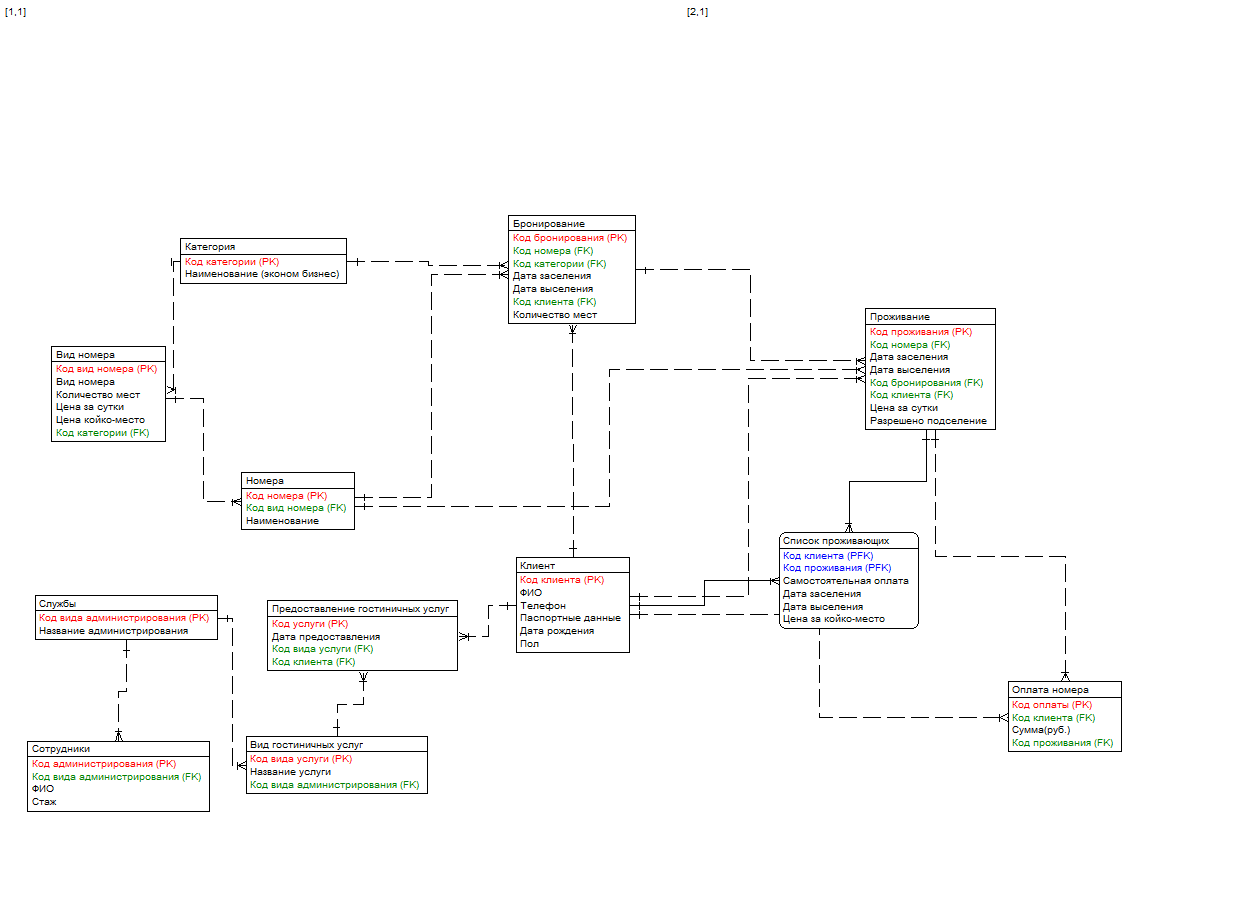 [1,1]
[2,1]
Бронирование
Код бронирования (PK)
Код номера (FK)
Код категории (FK)
Дата заселения
Дата выселения
Код клиента (FK)
Количество мест
Категория
Код категории (PK)
Наименование (эконом бизнес)
Проживание
Код проживания (PK)
Код номера (FK)
Дата заселения
Дата выселения
Код бронирования (FK)
Код клиента (FK)
Цена за сутки
Разрешено подселение
Вид номера
Код вид номера (PK)
Вид номера
Количество мест
Цена за сутки
Цена койко-место
Код категории (FK)
Номера
Код номера (PK)
Код вид номера (FK)
Наименование
Список проживающих
Код клиента (PFK)
Код проживания (PFK)
Самостоятельная оплата
Дата заселения
Дата выселения
Цена за койко-место
Клиент
Код клиента (PK)
ФИО
Телефон
Паспортные данные
Дата рождения
Пол
Службы
Код вида администрирования (PK)
Название администрирования
Предоставление гостиничных услуг
Код услуги (PK)
Дата предоставления
Код вида услуги (FK)
Код клиента (FK)
Оплата номера
Код оплаты (PK)
Код клиента (FK)
Сумма(руб.)
Код проживания (FK)
Сотрудники
Код администрирования (PK)
Код вида администрирования (FK)
ФИО
Стаж
Вид гостиничных услуг
Код вида услуги (PK)
Название услуги
Код вида администрирования (FK)